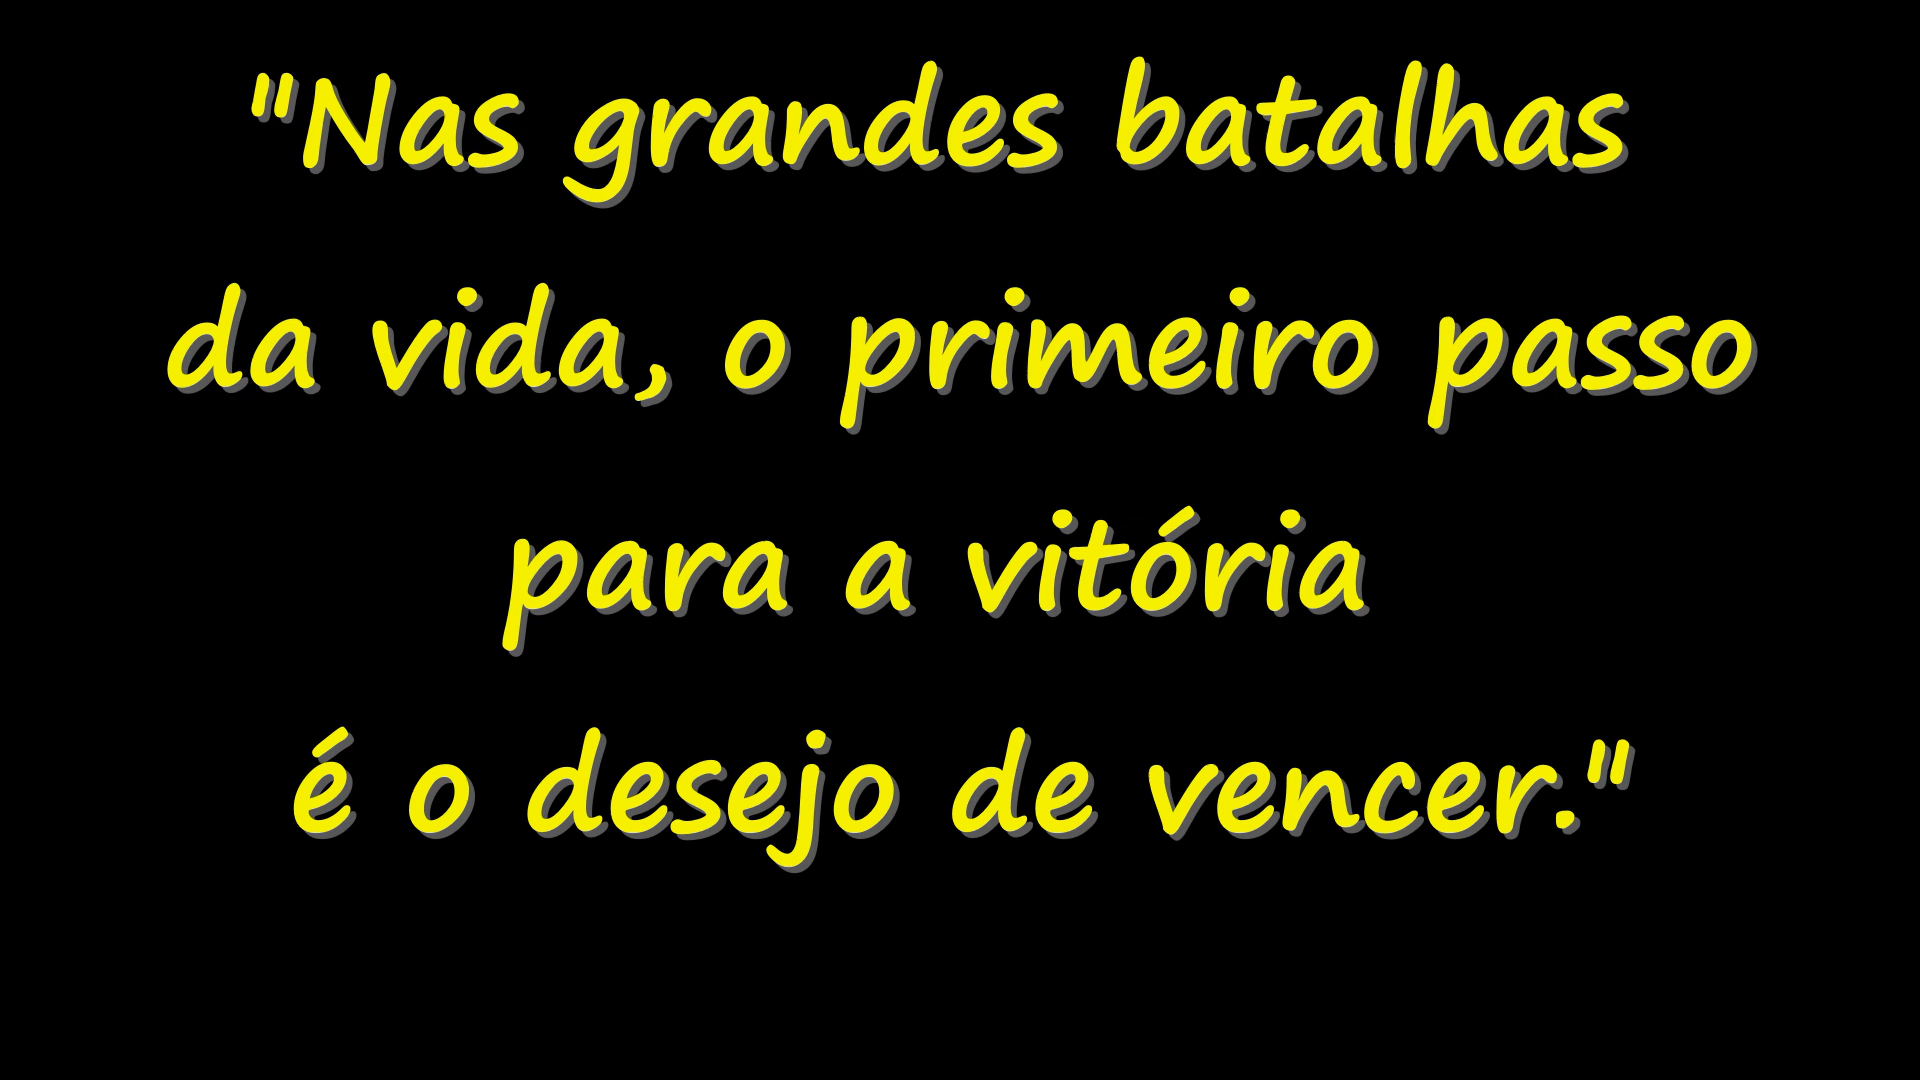 "Nas grandes batalhas
da vida, o primeiro passo
para a vitória
é o desejo de vencer."